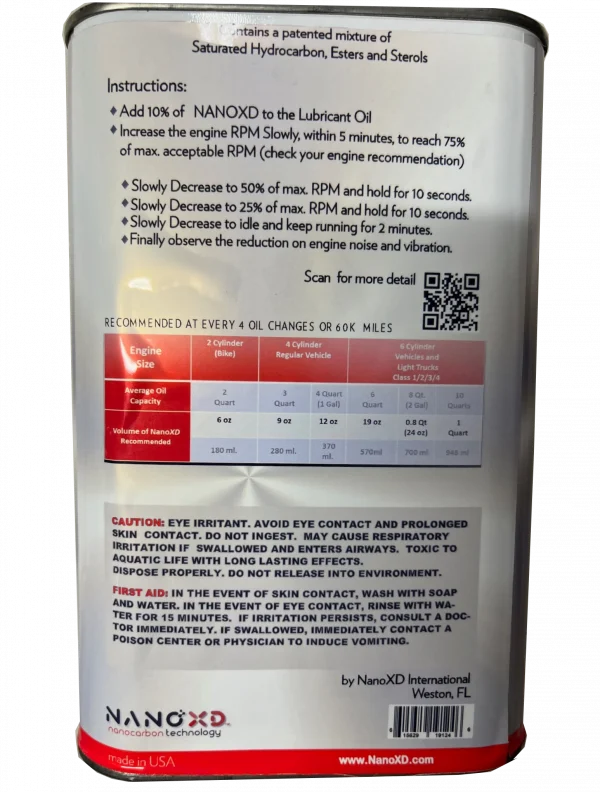 Contains a patented mixture of
Saturated Hydrocarbon, Esters and Sterols
Instructions:
Add 10% of NANOXD to the Lubricant Oil
Increase the engine RPM Slowly, within 5 minutes, to reach 75%
of max. acceptable RPM (check your engine recommendation)
Slowly Decrease to 50% of max. RPM and hold for 10 seconds.
Slowly Decrease to 25% of max. RPM and hold for 10 seconds.
Slowly Decrease to idle and keep running for 2 minutes.
Finally observe the reduction on engine noise and vibration.
Scan for more detail
RECOMMENDED AT EVERY 4 OIL CHANGES OR 60K MILES
Engine Size
2 Cylinder (Bike)
4 Cylinder Regular Vehicle
6 Cylinder Vehicles and Light Trucks Class 1/2/3/4
Average Oil Capacity
2 Quart
3 Quart
4 Quart (1 Gal)
6 Quart
8 Qt. (2 Gal)
10 Quarts
Volume of NanoXD Recommended
6 oz
9 oz
12 oz
19 oz
0.8 Qt (24 oz)
1 Quart
180 ml.
280 ml.
370 ml.
570ml
700 ml
946 ml
CAUTION: EYE IRRITANT. AVOID EYE CONTACT AND PROLONGED
SKIN CONTACT. DO NOT INGEST. MAY CAUSE RESPIRATORY
IRRITATION IF SWALLOWED AND ENTERS AIRWAYS. TOXIC TO
AQUATIC LIFE WITH LONG LASTING EFFECTS.
DISPOSE PROPERLY. DO NOT RELEASE INTO ENVIRONMENT.
FIRST AID: IN THE EVENT OF SKIN CONTACT, WASH WITH SOAP
AND WATER. IN THE EVENT OF EYE CONTACT, RINSE WITH WA-
TER FOR 15 MINUTES. IF IRRITATION PERSISTS, CONSULT A DOC-
TOR IMMEDIATELY. IF SWALLOWED, IMMEDIATELY CONTACT A
POISON CENTER OR PHYSICIAN TO INDUCE VOMITING.
by NanoXD International
Weston, FL
NANOXD
nanocarbon technology
made in USA
www.NanoXD.com